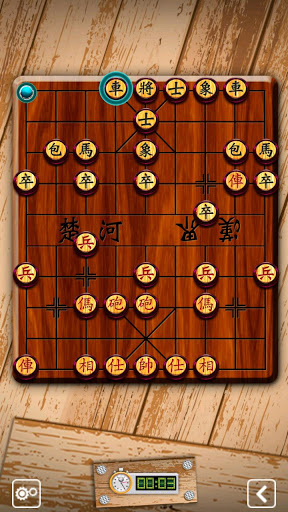 車將士象車
士
包馬象包馬
卒卒卒俥卒
卒
楚河漢界
兵
兵兵兵兵
傌砲砲傌
俥相仕帥仕相
00:03